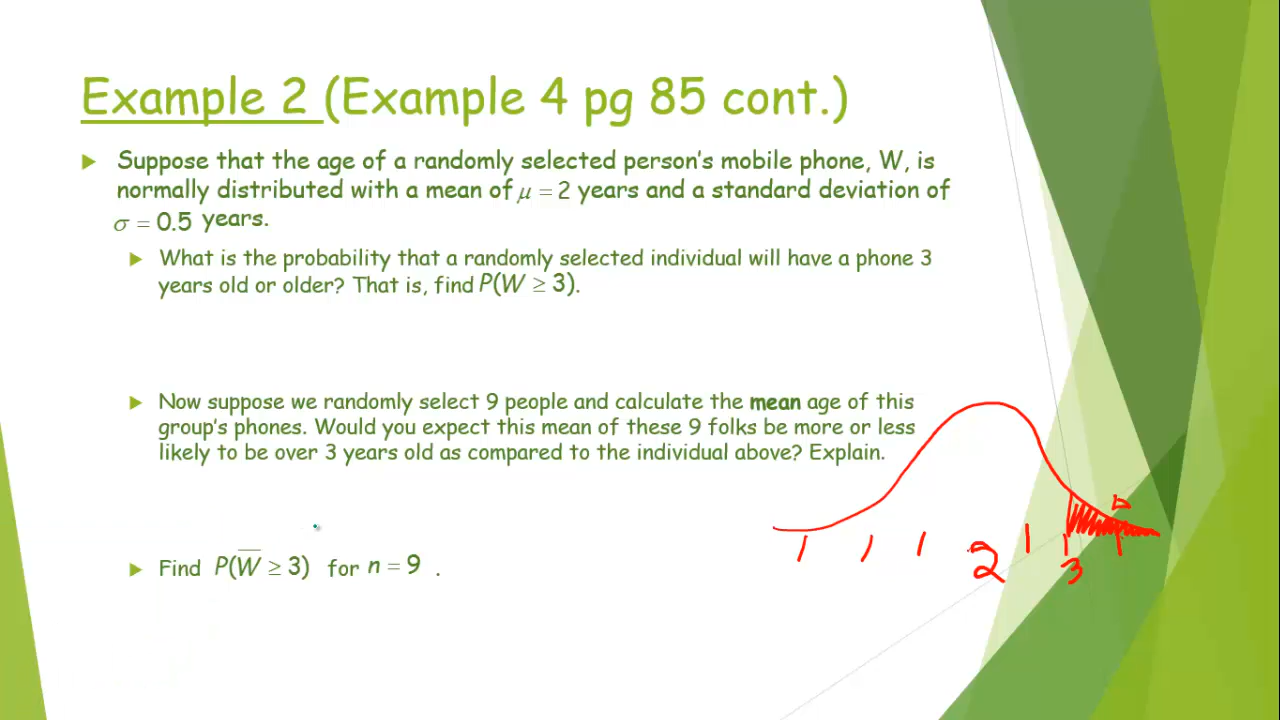 Example 2 (Example 4 pg 85 cont.)
Suppose that the age of a randomly selected person's mobile phone, W, is
normally distributed with a mean of μ = 2 years and a standard deviation of
σ = 0.5 years.
What is the probability that a randomly selected individual will have a phone 3
years old or older? That is, find P(W ≥ 3).
Now suppose we randomly select 9 people and calculate the mean age of this
group's phones. Would you expect this mean of these 9 folks be more or less
likely to be over 3 years old as compared to the individual above? Explain.
Find P(W̅ ≥ 3) for n = 9 .
2
3